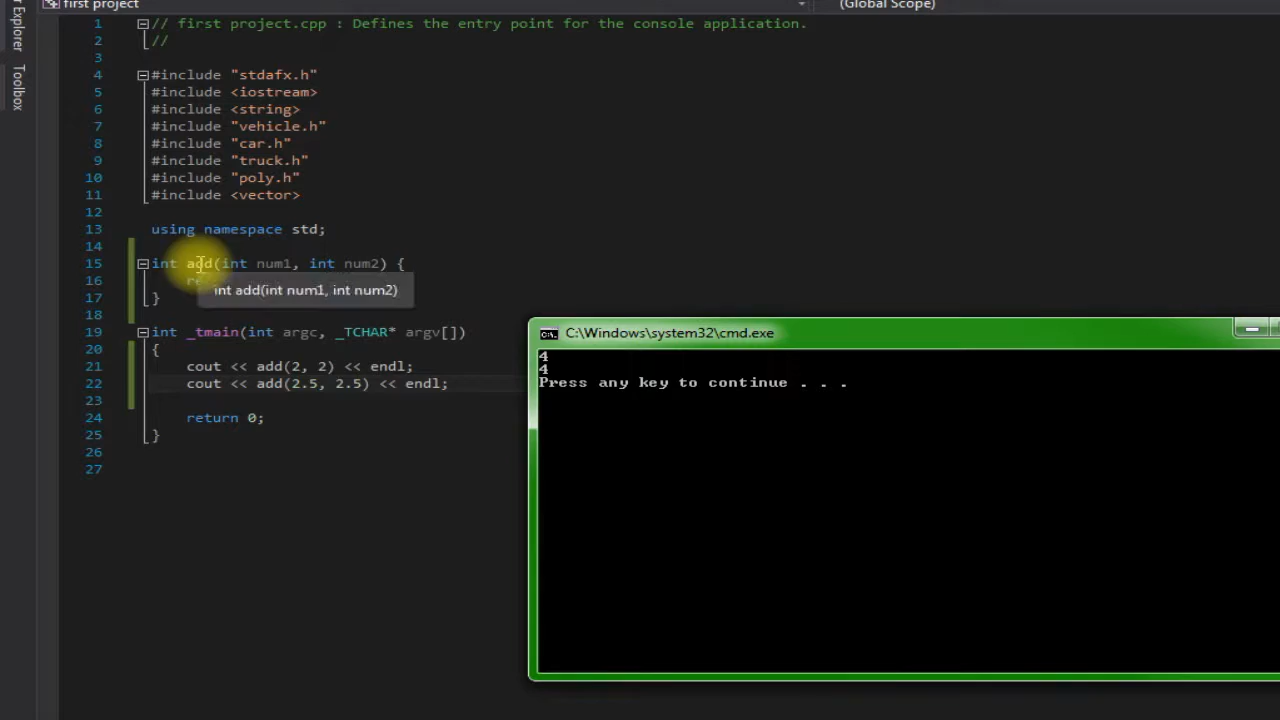 first project
(Global Scope)
r Explorer
Toolbox
1 // first project.cpp : Defines the entry point for the console application.
2 //
3
4 #include "stdafx.h"
5 #include <iostream>
6 #include <string>
7 #include "vehicle.h"
8 #include "car.h"
9 #include "truck.h"
10 #include "poly.h"
11 #include <vector>
12
13 using namespace std;
14
15 int add(int num1, int num2) {
16 re
int add(int num1, int num2)
17 }
18
19 int _tmain(int argc, _TCHAR* argv[])
20 {
21 cout << add(2, 2) << endl;
22 cout << add(2.5, 2.5) << endl;
23
24 return 0;
25 }
26
27
C:\Windows\system32\cmd.exe
4
4
Press any key to continue . . .